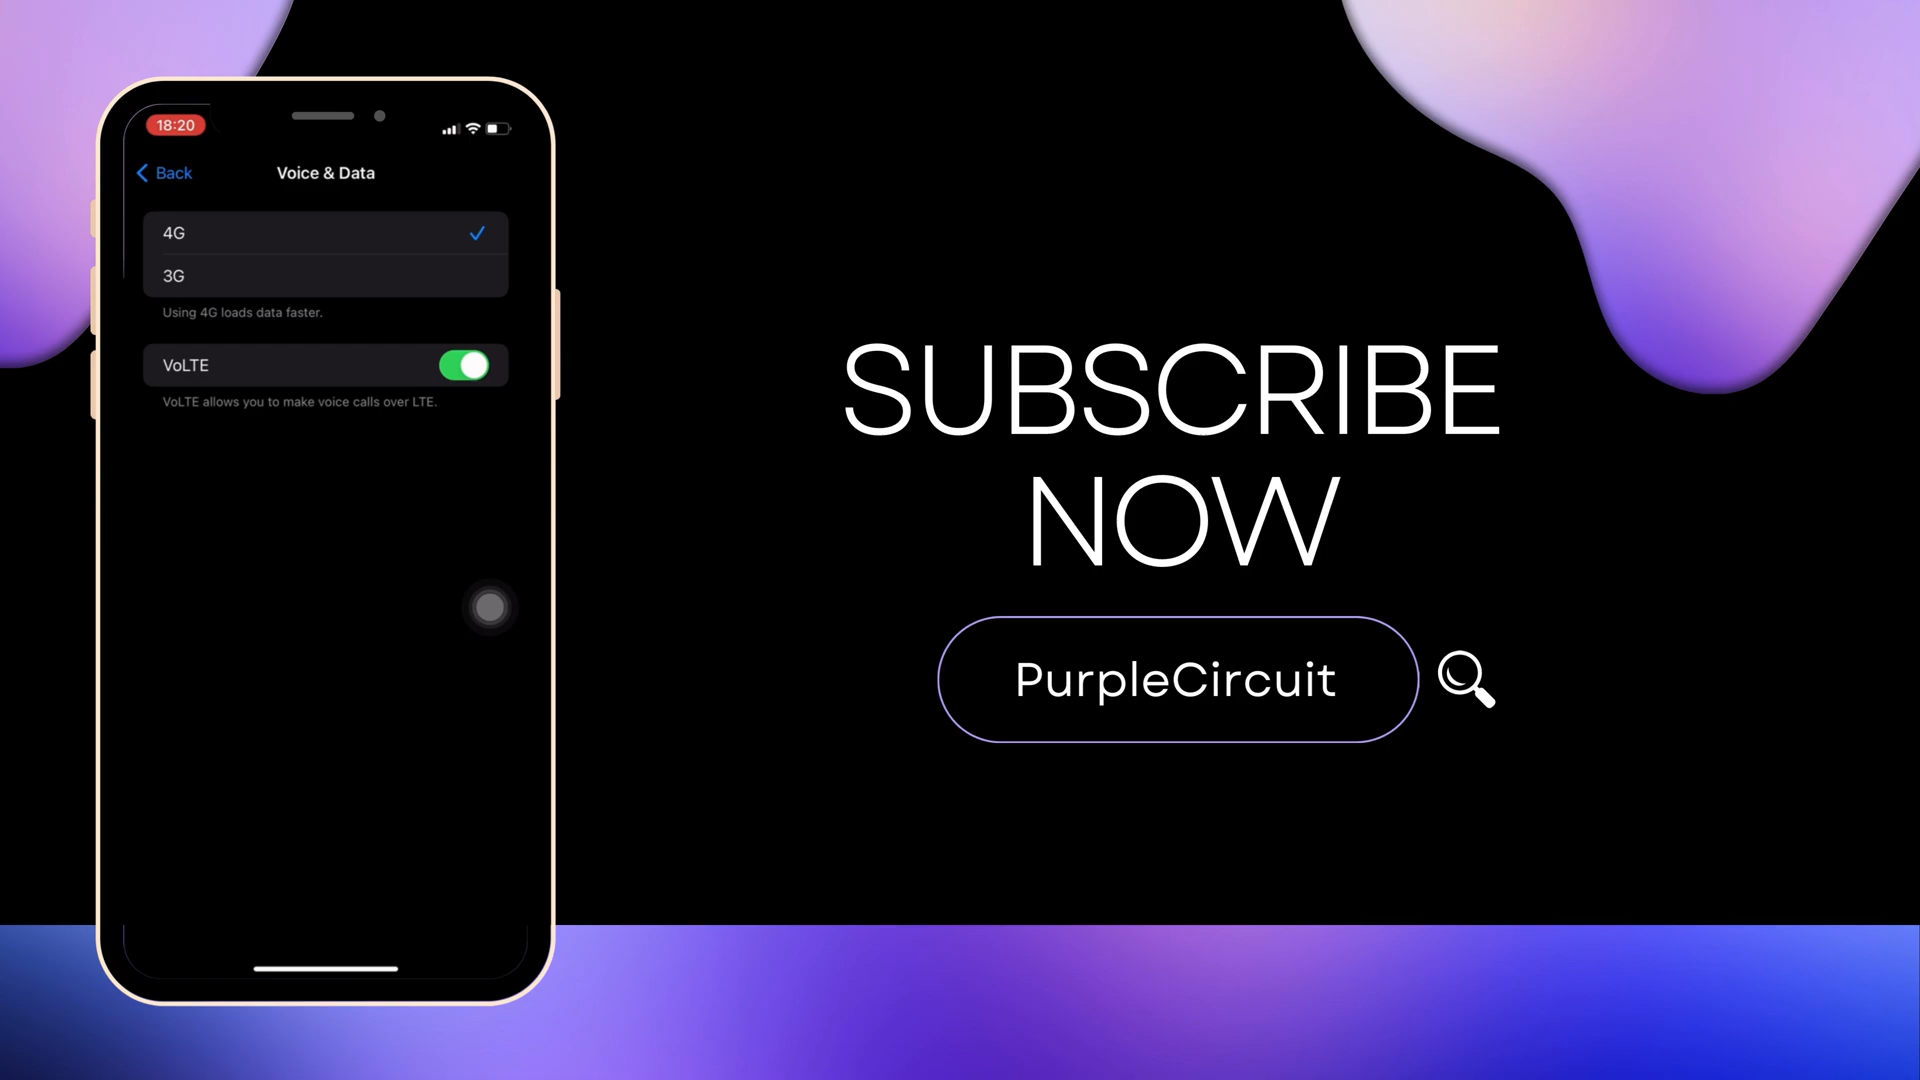 18:20
Back
Voice & Data
4G
3G
Using 4G loads data faster.
VoLTE
VoLTE allows you to make voice calls over LTE.
SUBSCRIBE
NOW
PurpleCircuit